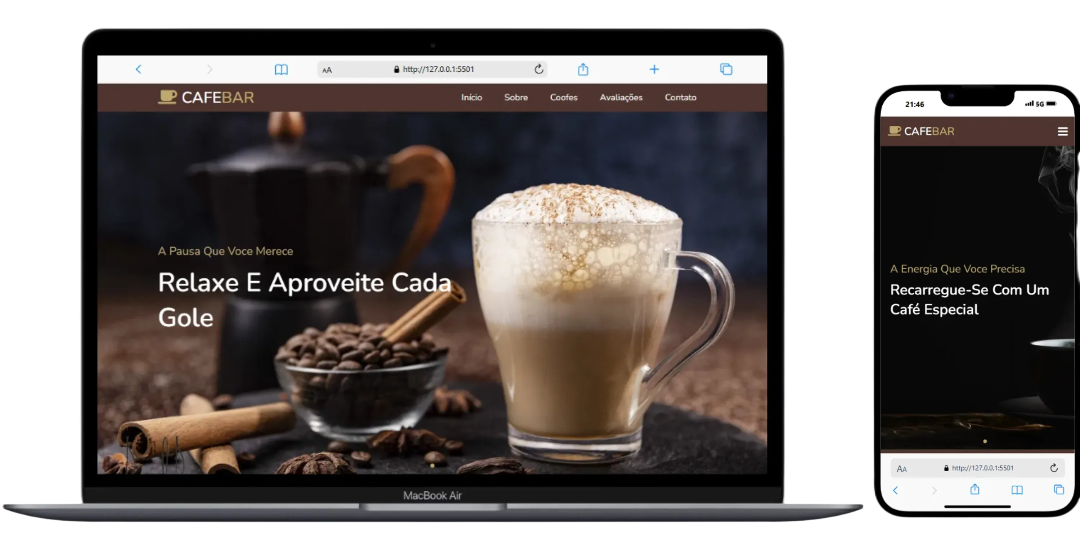 AA http://127.0.0.1:5501
CAFEBAR Início Sobre Coofes Avaliações Contato
A Pausa Que Voce Merece
Relaxe E Aproveite Cada
Gole
MacBook Air
21:46 5G
CAFEBAR
A Energia Que Voce Precisa
Recarregue-Se Com Um
Café Especial
AA http://127.0.0.1:5501